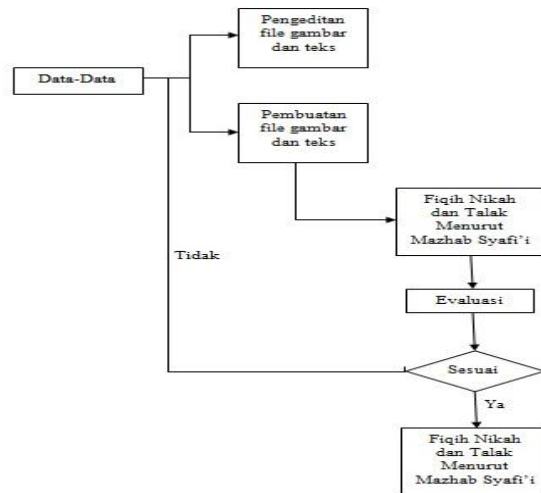 Pengeditan
file gambar
dan teks
Data-Data
Pembuatan
file gambar
dan teks
Fiqih Nikah
dan Talak
Menurut
Mazhab Syafi'i
Tidak
Evaluasi
Sesuai
Ya
Fiqih Nikah
dan Talak
Menurut
Mazhab Syafi'i